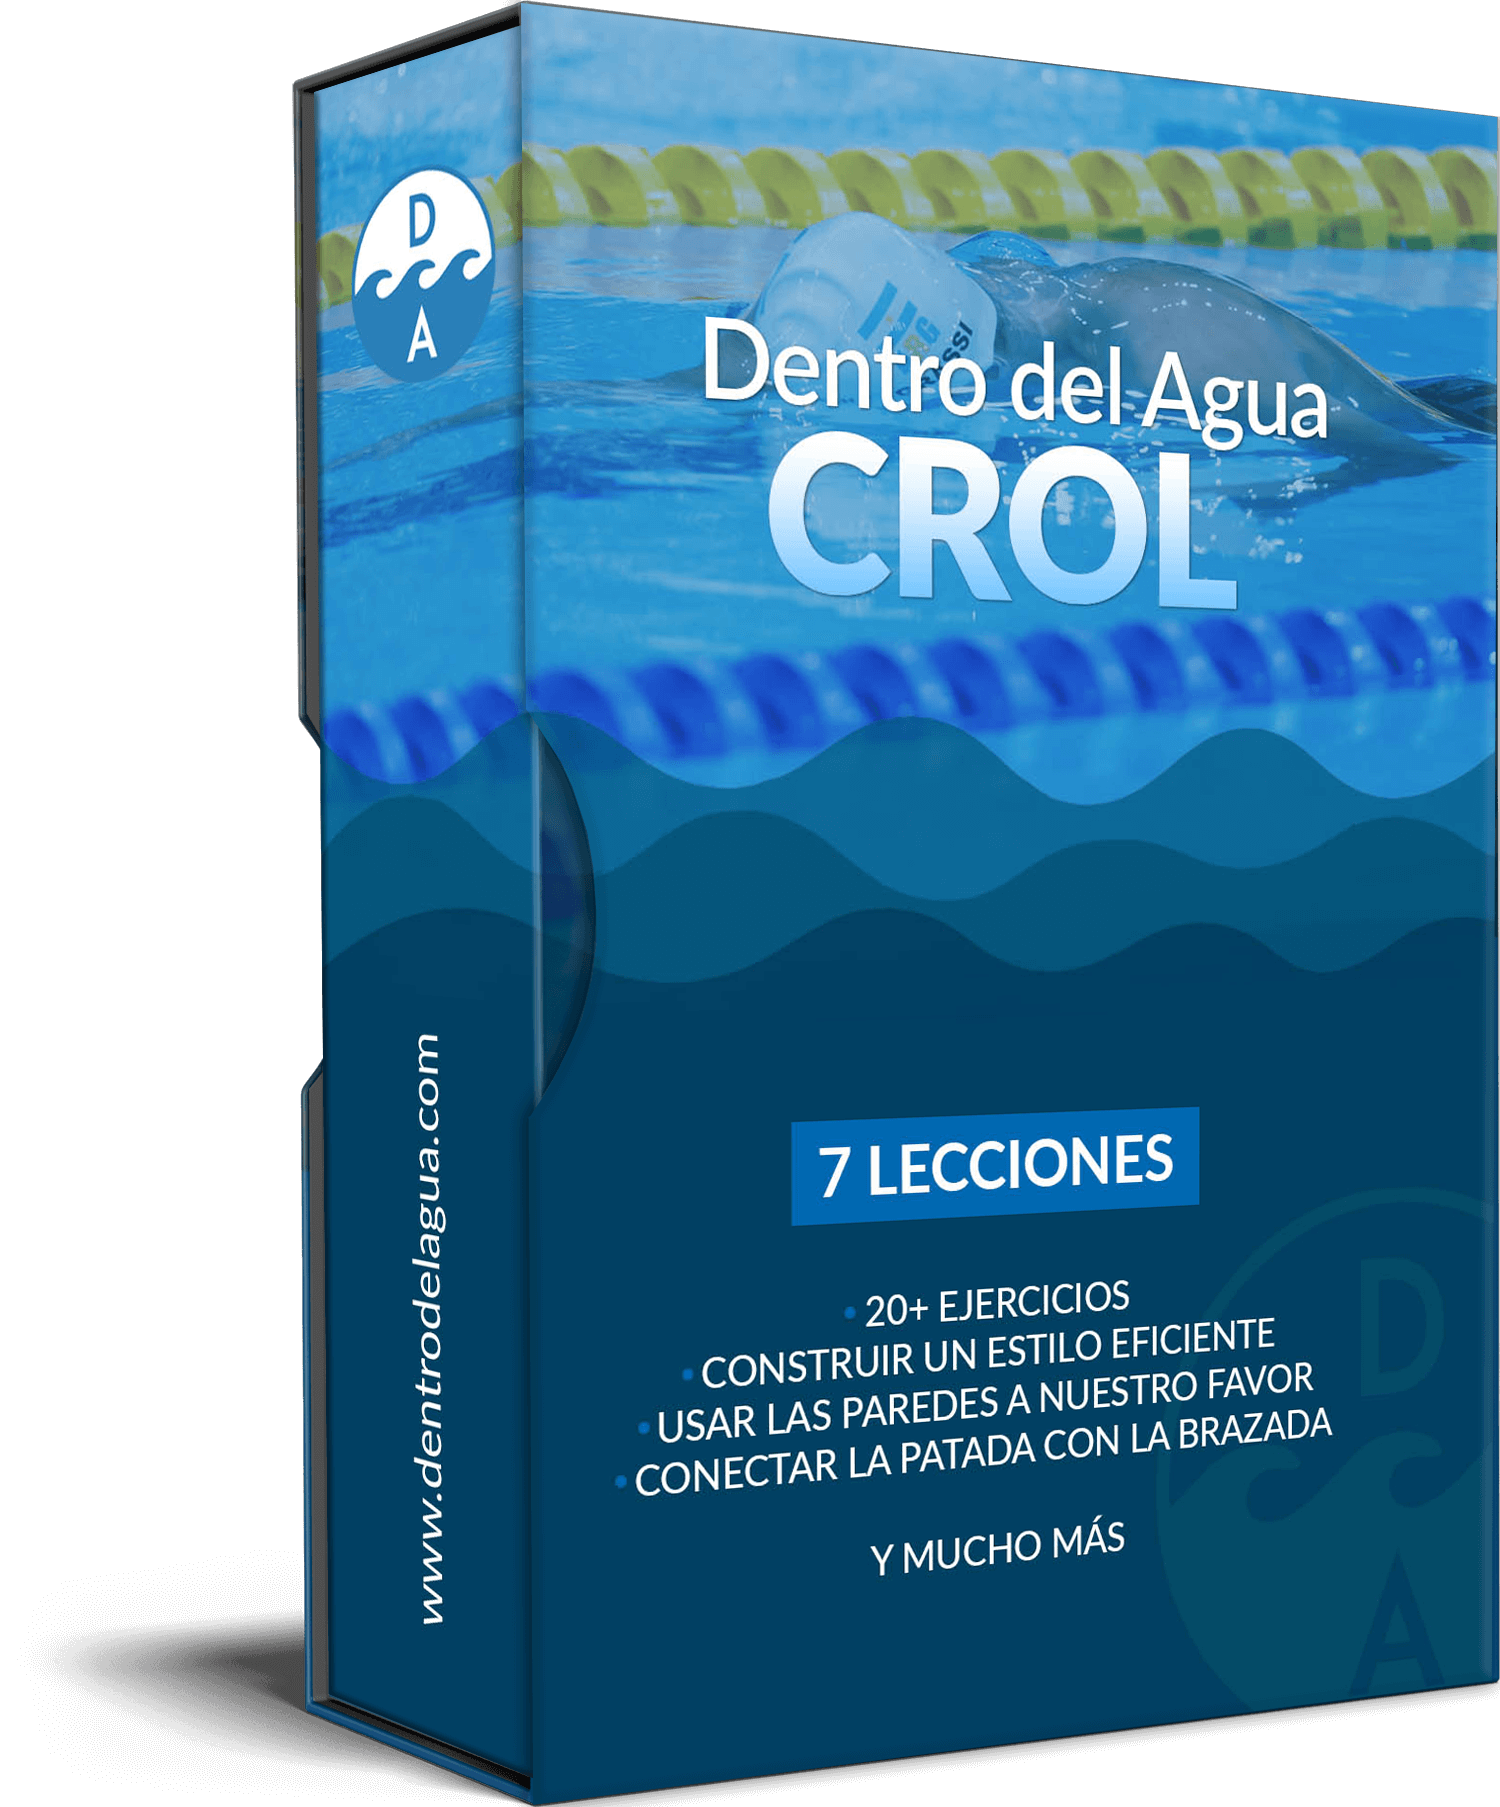 D
A
www.dentrodelagua.com
Dentro del Agua
CROL
7 LECCIONES
• 20+ EJERCICIOS
• CONSTRUIR UN ESTILO EFICIENTE
• USAR LAS PAREDES A NUESTRO FAVOR
• CONECTAR LA PATADA CON LA BRAZADA
Y MUCHO MÁS
D
A